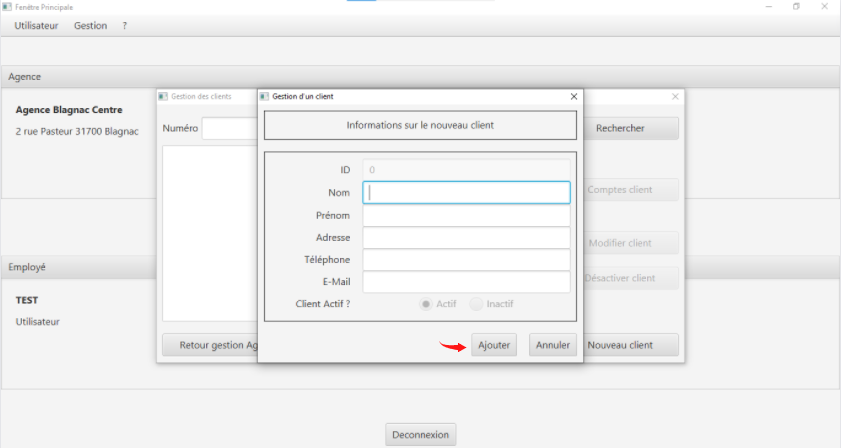 Fenêtre Principale
Utilisateur Gestion ?
Agence
Agence Blagnac Centre
2 rue Pasteur 31700 Blagnac
Employé
TEST
Utilisateur
Gestion des clients
Numéro
Rechercher
Comptes client
Modifier client
Désactiver client
Retour gestion Ag
Nouveau client
Gestion d'un client
Informations sur le nouveau client
ID 0
Nom
Prénom
Adresse
Téléphone
E-Mail
Client Actif ? Actif Inactif
Ajouter Annuler
Deconnexion